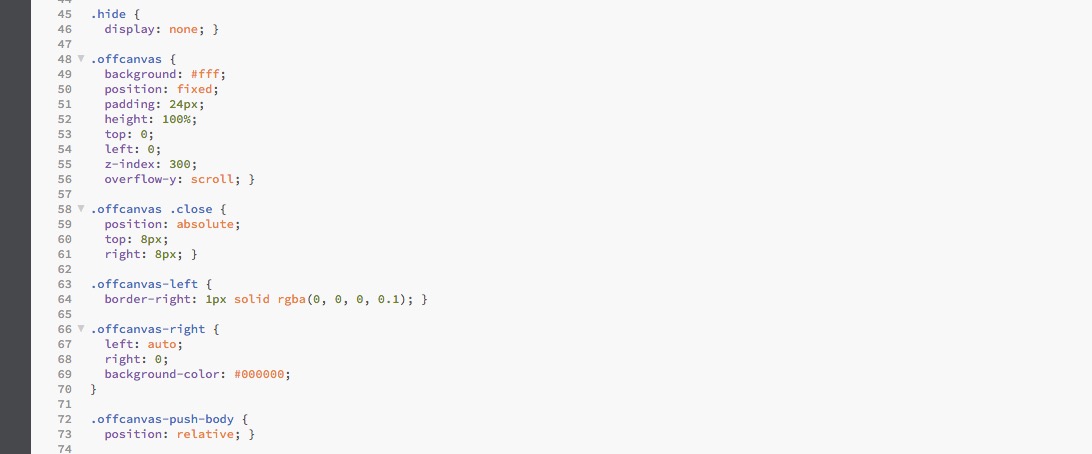 44
45 .hide {
46   display: none; }
47
48 .offcanvas {
49   background: #fff;
50   position: fixed;
51   padding: 24px;
52   height: 100%;
53   top: 0;
54   left: 0;
55   z-index: 300;
56   overflow-y: scroll; }
57
58 .offcanvas .close {
59   position: absolute;
60   top: 8px;
61   right: 8px; }
62
63 .offcanvas-left {
64   border-right: 1px solid rgba(0, 0, 0, 0.1); }
65
66 .offcanvas-right {
67   left: auto;
68   right: 0;
69   background-color: #000000;
70 }
71
72 .offcanvas-push-body {
73   position: relative; }
74